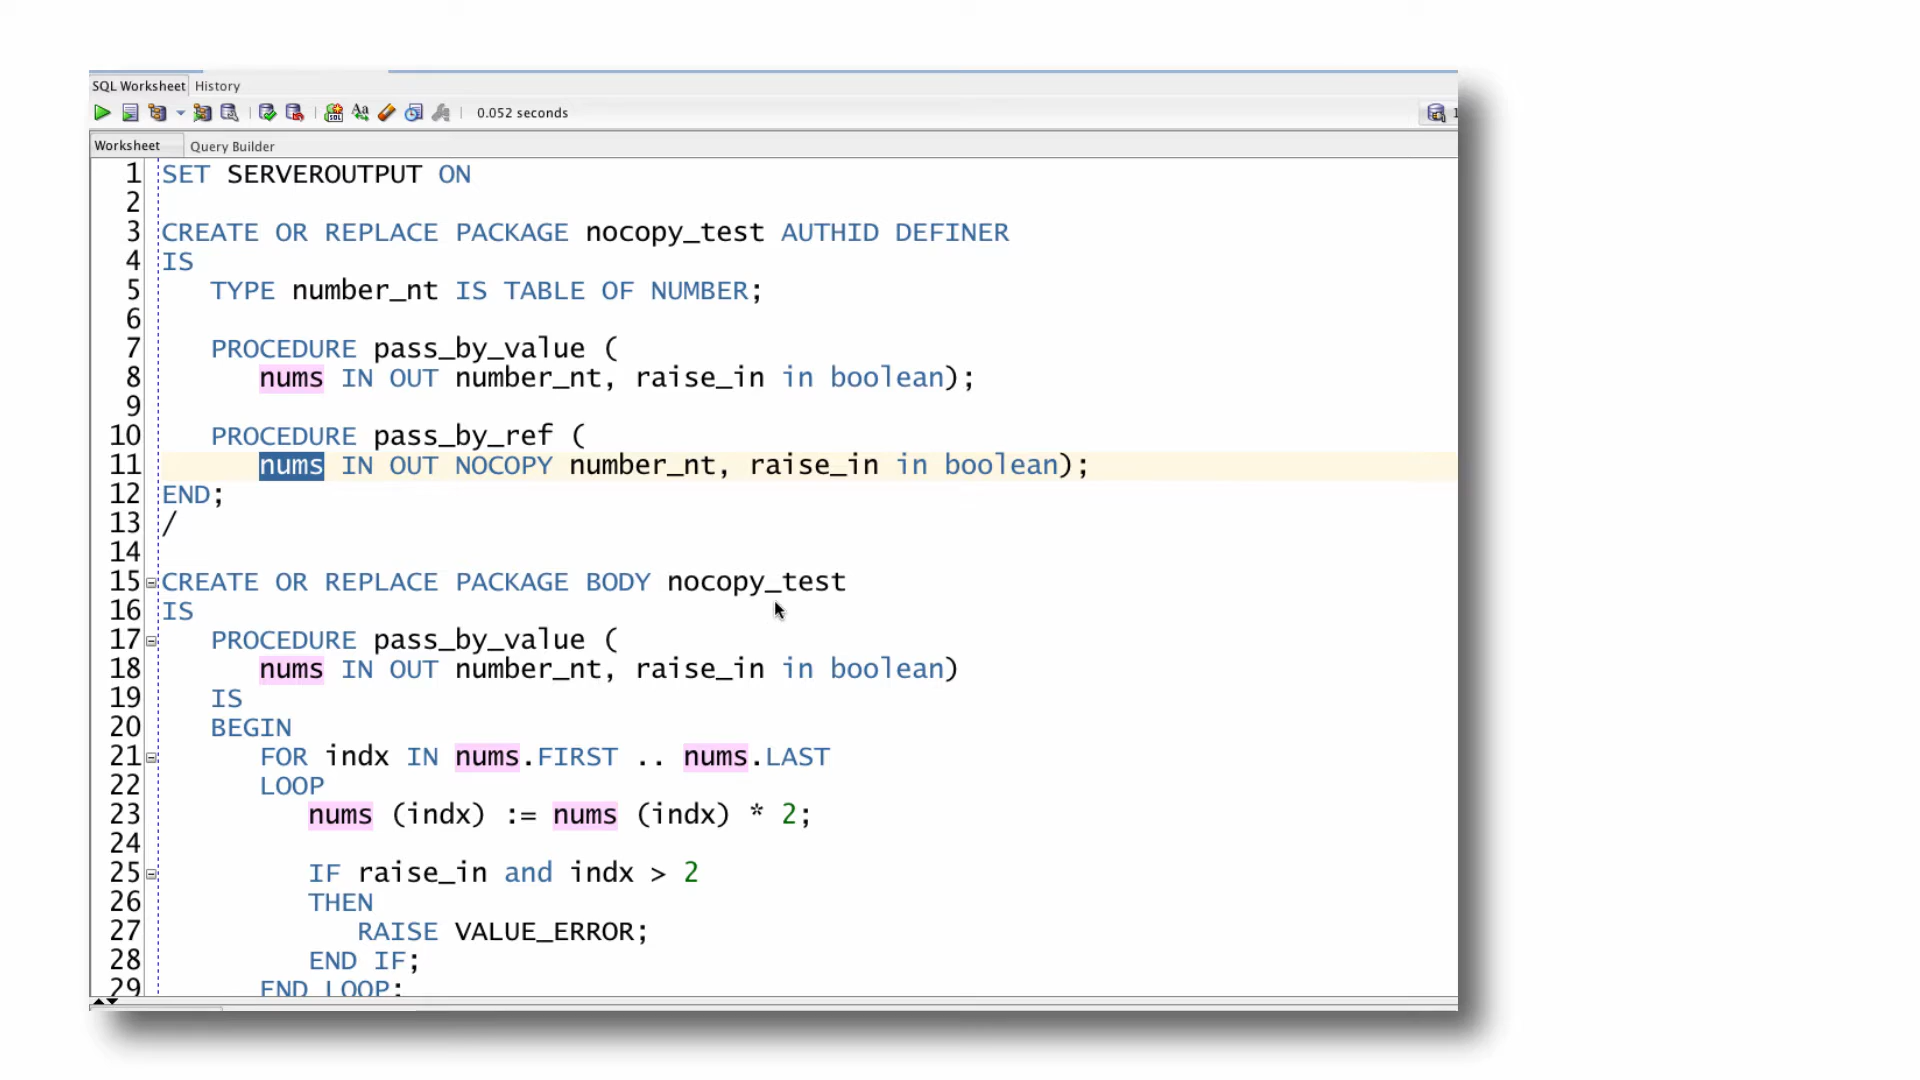 SQL Worksheet History
0.052 seconds
Worksheet Query Builder
1 SET SERVEROUTPUT ON
2
3 CREATE OR REPLACE PACKAGE nocopy_test AUTHID DEFINER
4 IS
5 TYPE number_nt IS TABLE OF NUMBER;
6
7 PROCEDURE pass_by_value (
8 nums IN OUT number_nt, raise_in in boolean);
9
10 PROCEDURE pass_by_ref (
11 nums IN OUT NOCOPY number_nt, raise_in in boolean);
12 END;
13 /
14
15 CREATE OR REPLACE PACKAGE BODY nocopy_test
16 IS
17 PROCEDURE pass_by_value (
18 nums IN OUT number_nt, raise_in in boolean)
19 IS
20 BEGIN
21 FOR indx IN nums.FIRST .. nums.LAST
22 LOOP
23 nums (indx) := nums (indx) * 2;
24
25 IF raise_in and indx > 2
26 THEN
27 RAISE VALUE_ERROR;
28 END IF;
29 END LOOP;